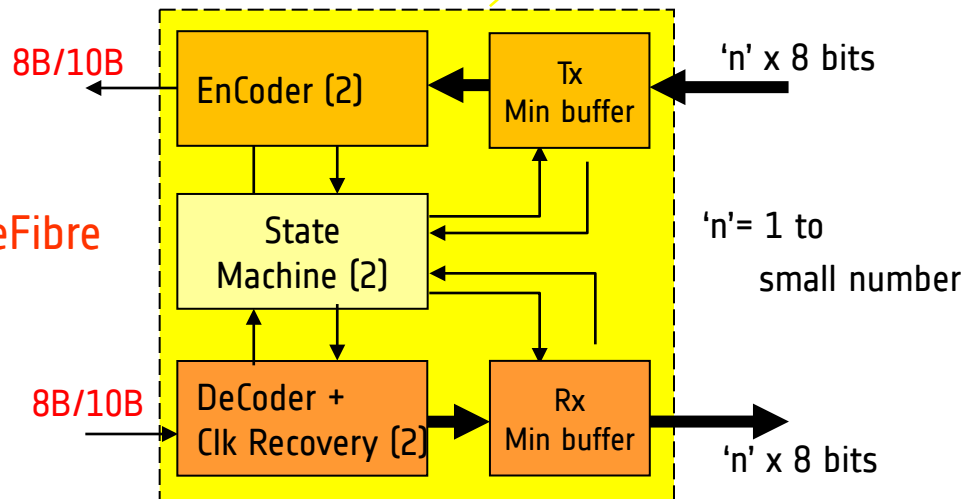 8B/10B
EnCoder (2)
Tx
Min buffer
‘n’ x 8 bits
eFibre
State
Machine (2)
‘n’= 1 to
small number
8B/10B
DeCoder +
Clk Recovery (2)
Rx
Min buffer
‘n’ x 8 bits